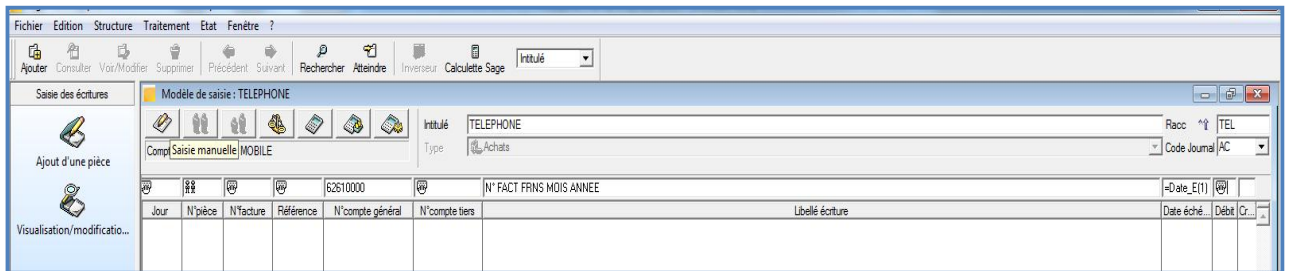 Fichier Edition Structure Traitement Etat Fenêtre ?
Ajouter Consulter Voir/Modifier Supprimer Précédent Suivant Rechercher Atteindre Inverseur Calculette Sage Intitulé
Saisie des écritures
Modèle de saisie : TELEPHONE
Intitulé TELEPHONE Racc TEL
Saisie manuelle MOBILE Type Achats Code Journal AC
Ajout d'une pièce
62610000 N° FACT FRNS MOIS ANNEE =Date_E(1)
Jour N°pièce N°facture Référence N°compte général N°compte tiers Libellé écriture Date éché... Débit Cr...
Visualisation/modificatio...